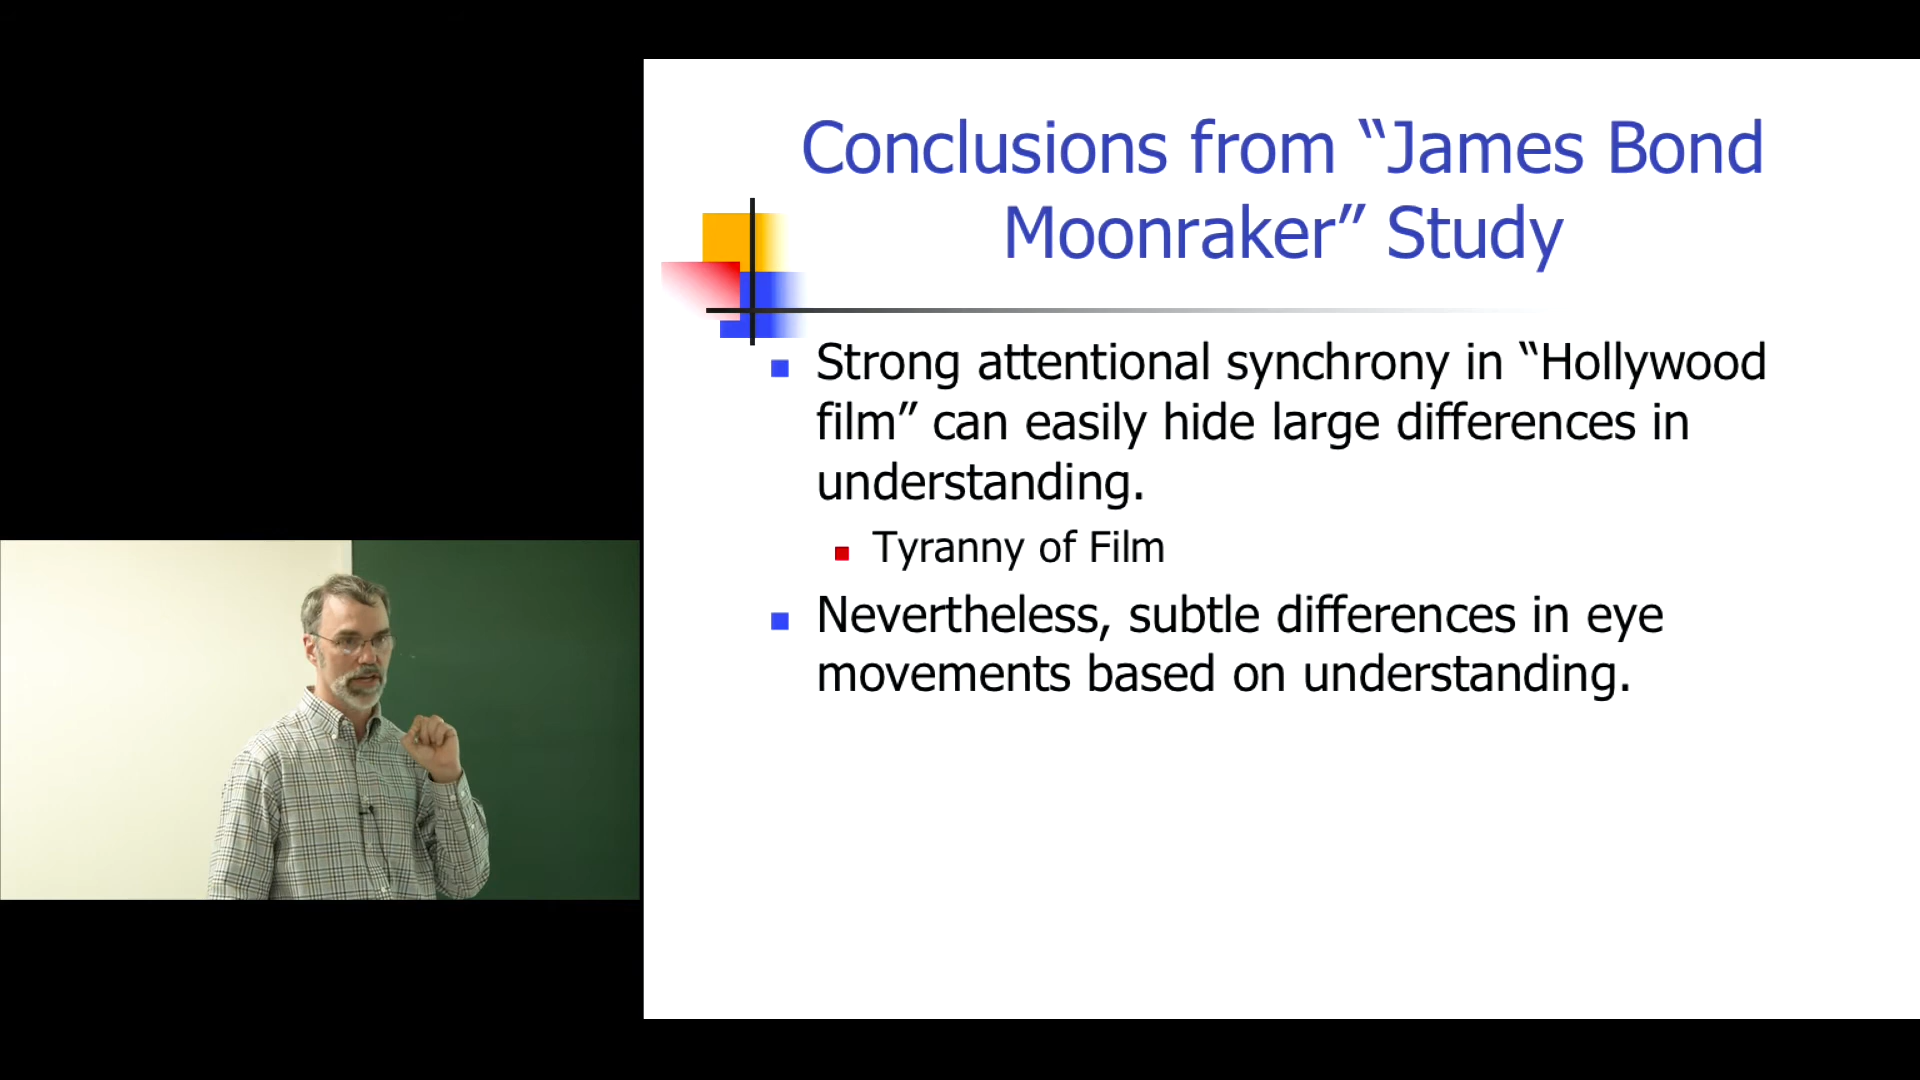 Conclusions from “James Bond
Moonraker” Study
Strong attentional synchrony in “Hollywood
film” can easily hide large differences in
understanding.
Tyranny of Film
Nevertheless, subtle differences in eye
movements based on understanding.